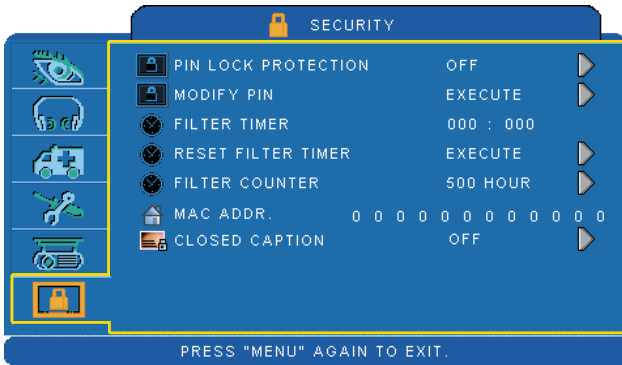 SECURITY
PIN LOCK PROTECTION OFF
MODIFY PIN EXECUTE
FILTER TIMER 000 : 000
RESET FILTER TIMER EXECUTE
FILTER COUNTER 500 HOUR
MAC ADDR. 0 0 0 0 0 0 0 0 0 0 0 0
CLOSED CAPTION OFF
PRESS "MENU" AGAIN TO EXIT.